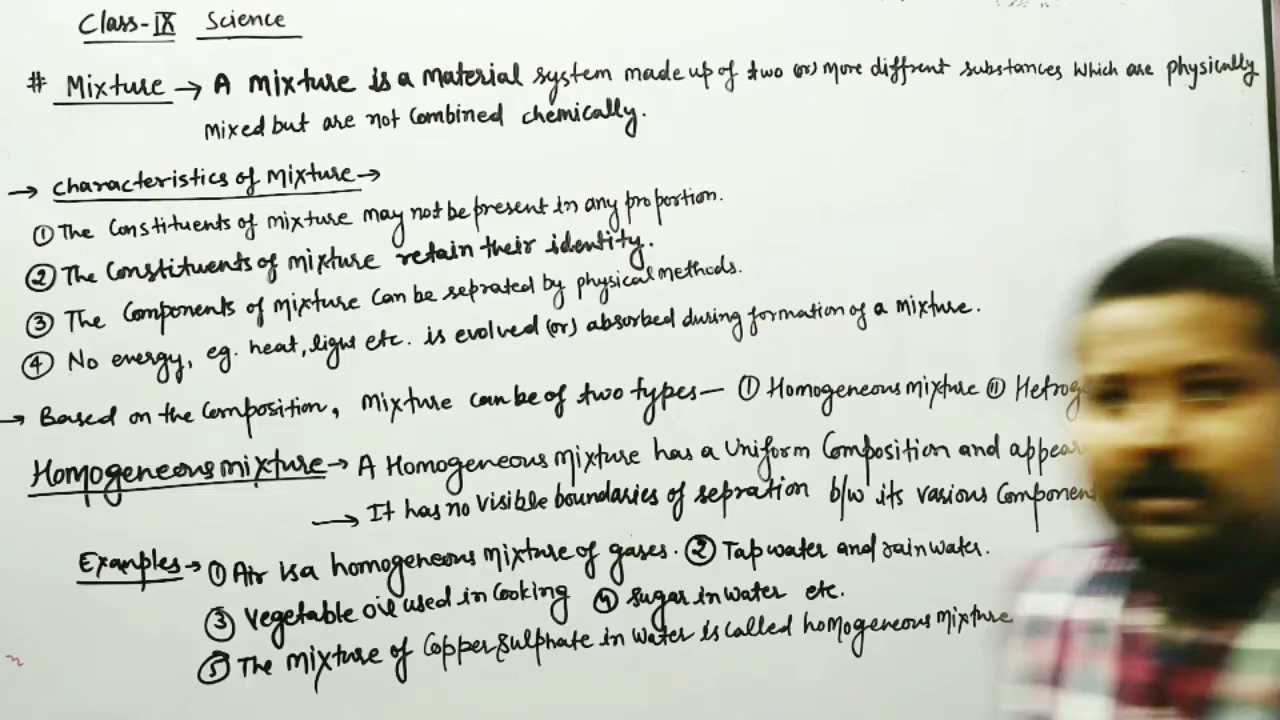 Class-IX Science
# Mixture → A mixture is a material system made up of two (or) more diffrent substances which are physically
mixed but are not combined chemically.
→ Characteristics of mixture →
① The Constituents of mixture may not be present in any proportion.
② The Constituents of mixture retain their identity.
③ The Components of mixture can be seprated by physical methods.
④ No energy, eg. heat, light etc. is evolved (or) absorbed during formation of a mixture.
→ Based on the Composition, mixture can be of two types— ① Homogeneous mixture ⑪ Hetrog
Homogeneous mixture → A Homogeneous mixture has a Uniform Composition and appear
→ It has no visible boundaries of sepration b/w its various Component
Examples → ① Air is a homogeneous mixture of gases. ② Tap water and rain water.
③ Vegetable oil used in Cooking ④ Sugar in water etc.
⑤ The mixture of Copper sulphate in water is called homogeneous mixture